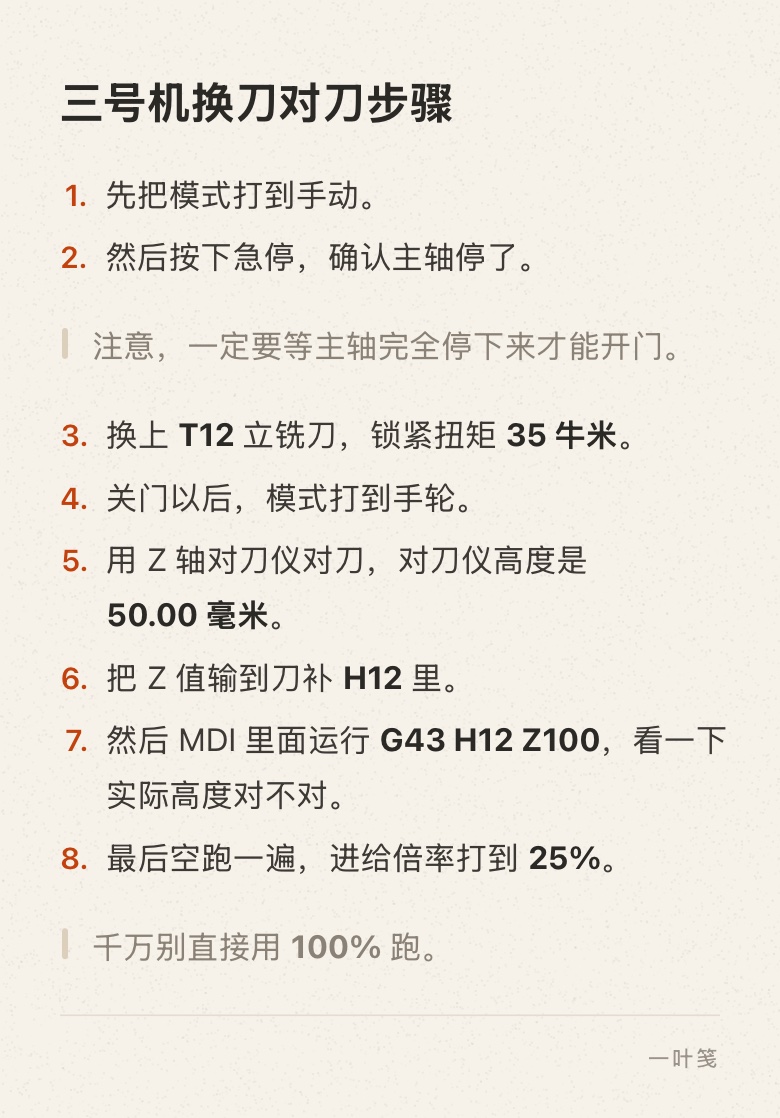 三号机换刀对刀步骤
1. 先把模式打到手动。
2. 然后按下急停，确认主轴停了。
注意，一定要等主轴完全停下来才能开门。
3. 换上 T12 立铣刀，锁紧扭矩 35 牛米。
4. 关门以后，模式打到手轮。
5. 用 Z 轴对刀仪对刀，对刀仪高度是
50.00 毫米。
6. 把 Z 值输到刀补 H12 里。
7. 然后 MDI 里面运行 G43 H12 Z100，看一下
实际高度对不对。
8. 最后空跑一遍，进给倍率打到 25%。
千万别直接用 100% 跑。
一叶笺